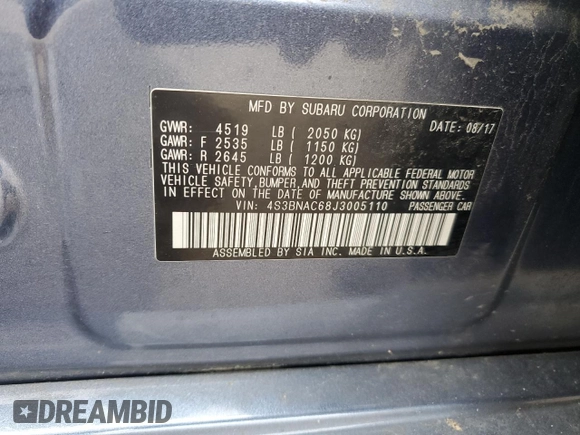 MFD BY SUBARU CORPORATION
GVWR: 4519 LB ( 2050 KG) DATE: 08/17
GAWR: F 2535 LB ( 1150 KG)
GAWR: R 2645 LB ( 1200 KG)
THIS VEHICLE CONFORMS TO ALL APPLICABLE FEDERAL MOTOR
VEHICLE SAFETY, BUMPER, AND THEFT PREVENTION STANDARDS
IN EFFECT ON THE DATE OF MANUFACTURE SHOWN ABOVE.
VIN: 4S3BNAC68J3005110 PASSENGER CAR
ASSEMBLED BY SIA INC. MADE IN U.S.A.
DREAMBID